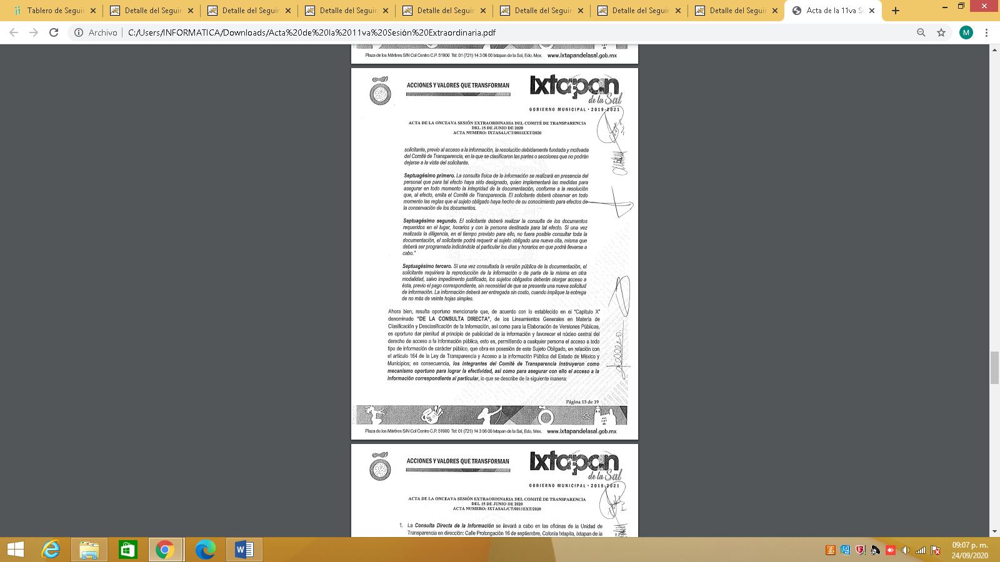 Tablero de Seguir
Detalle del Seguir
Detalle del Seguir
Detalle del Seguir
Detalle del Seguir
Detalle del Seguir
Detalle del Seguir
Detalle del Seguir
Acta de la 11va Se
Archivo
C:/Users/INFORMATICA/Downloads/Acta%20de%20la%2011va%20Sesión%20Extraordinaria.pdf
M
Plaza de los Mártires S/N Col Centro C.P. 51900 Tel: 01 (721) 14 3 06 00 Ixtapan de la Sal, Edo. Mex. www.ixtapandelasal.gob.mx
ACCIONES Y VALORES QUE TRANSFORMAN
Ixtapan
de la Sal
GOBIERNO MUNICIPAL • 2019-2021
ACTA DE LA ONCEAVA SESIÓN EXTRAORDINARIA DEL COMITÉ DE TRANSPARENCIA
DEL 15 DE JUNIO DE 2020
ACTA NUMERO: IXTASAL/CT/0011EXT/2020
solicitante, previo al acceso a la información, la resolución debidamente fundada y motivada
del Comité de Transparencia, en la que se clasificaron las partes o secciones que no podrán
dejarse a la vista del solicitante.
Septuagésimo primero. La consulta física de la información se realizará en presencia del
personal que para tal efecto haya sido designado, quien implementará las medidas para
asegurar en todo momento la integridad de la documentación, conforme a la resolución
que, al efecto, emita el Comité de Transparencia. El solicitante deberá observar en todo
momento las reglas que el sujeto obligado haya hecho de su conocimiento para efectos de
la conservación de los documentos.
Septuagésimo segundo. El solicitante deberá realizar la consulta de los documentos
requeridos en el lugar, horarios y con la persona destinada para tal efecto. Si una vez
realizada la diligencia, en el tiempo previsto para ello, no fuera posible consultar toda la
documentación, el solicitante podrá requerir al sujeto obligado una nueva cita, misma que
deberá ser programada indicándole al particular los días y horarios en que podrá llevarse a
cabo."
Septuagésimo tercero. Si una vez consultada la versión pública de la documentación, el
solicitante requiriera la reproducción de la información o de parte de la misma en otra
modalidad, salvo impedimento justificado, los sujetos obligados deberán otorgar acceso a
ésta, previo el pago correspondiente, sin necesidad de que se presente una nueva solicitud
de información. La información deberá ser entregada sin costo, cuando implique la entrega
de no más de veinte hojas simples.
Ahora bien, resulta oportuno mencionarle que, de acuerdo con lo establecido en el "Capítulo X"
denominado "DE LA CONSULTA DIRECTA", de los Lineamientos Generales en Materia de
Clasificación y Desclasificación de la Información, así como para la Elaboración de Versiones Públicas,
es oportuno dar plenitud al principio de publicidad de la información y favorecer el núcleo central del
derecho de acceso a la información pública, esto es, permitiendo a cualquier persona el acceso a todo
tipo de información de carácter público, que obra en posesión de este Sujeto Obligado, en relación con
el artículo 164 de la Ley de Transparencia y Acceso a la Información Pública del Estado de México y
Municipios; en consecuencia, los integrantes del Comité de Transparencia instruyeron como
mecanismo oportuno para lograr la efectividad, así como para asegurar con ello el acceso a la
información correspondiente al particular, lo que se describe de la siguiente manera:
Página 13 de 19
Plaza de los Mártires S/N Col Centro C.P. 51900 Tel: 01 (721) 14 3 06 00 Ixtapan de la Sal, Edo. Mex. www.ixtapandelasal.gob.mx
ACCIONES Y VALORES QUE TRANSFORMAN
Ixtapan
de la Sal
GOBIERNO MUNICIPAL • 2019-2021
ACTA DE LA ONCEAVA SESIÓN EXTRAORDINARIA DEL COMITÉ DE TRANSPARENCIA
DEL 15 DE JUNIO DE 2020
ACTA NUMERO: IXTASAL/CT/0011EXT/2020
1. La Consulta Directa de la Información se llevará a cabo en las oficinas de la Unidad de
Transparencia en dirección: Calle Prolongación 16 de septiembre, Colonia Ixtapita, Ixtapan de la
09:07 p. m.
24/09/2020